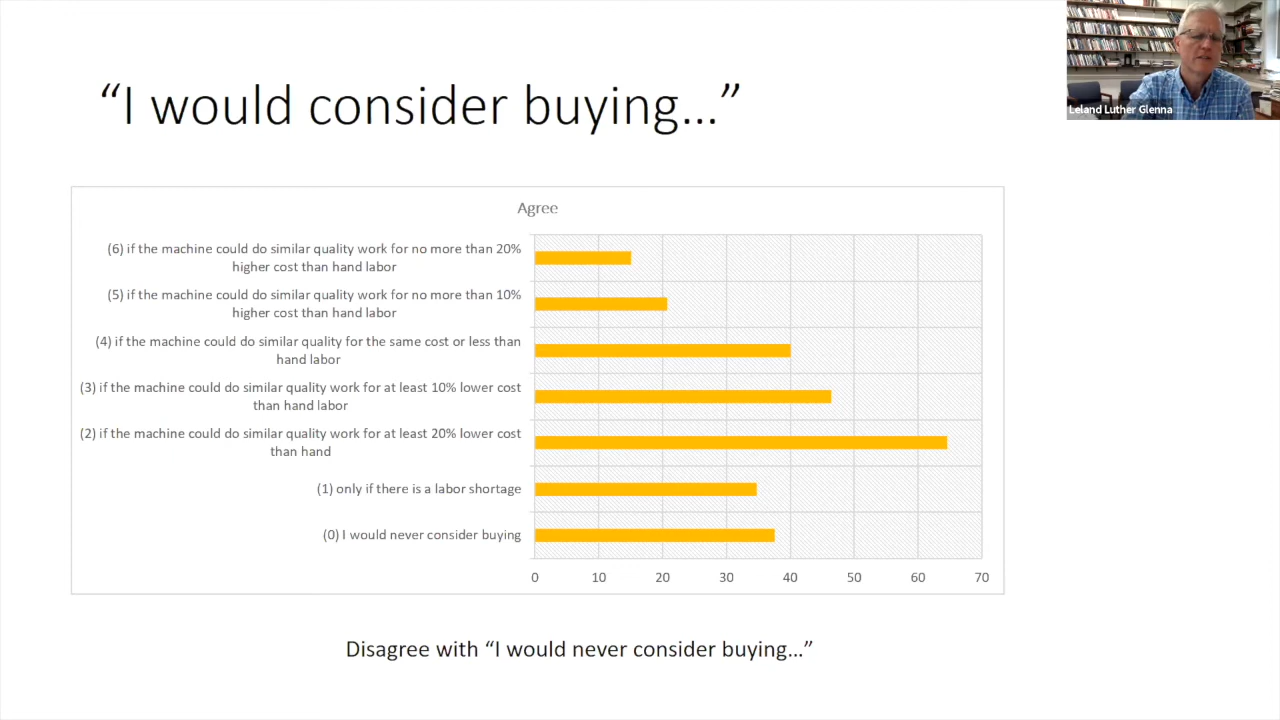 “I would consider buying…”
Leland Luther Glenna
Agree
(6) if the machine could do similar quality work for no more than 20%
higher cost than hand labor
(5) if the machine could do similar quality work for no more than 10%
higher cost than hand labor
(4) if the machine could do similar quality for the same cost or less than
hand labor
(3) if the machine could do similar quality work for at least 10% lower cost
than hand labor
(2) if the machine could do similar quality work for at least 20% lower cost
than hand
(1) only if there is a labor shortage
(0) I would never consider buying
0 10 20 30 40 50 60 70
Disagree with “I would never consider buying…”